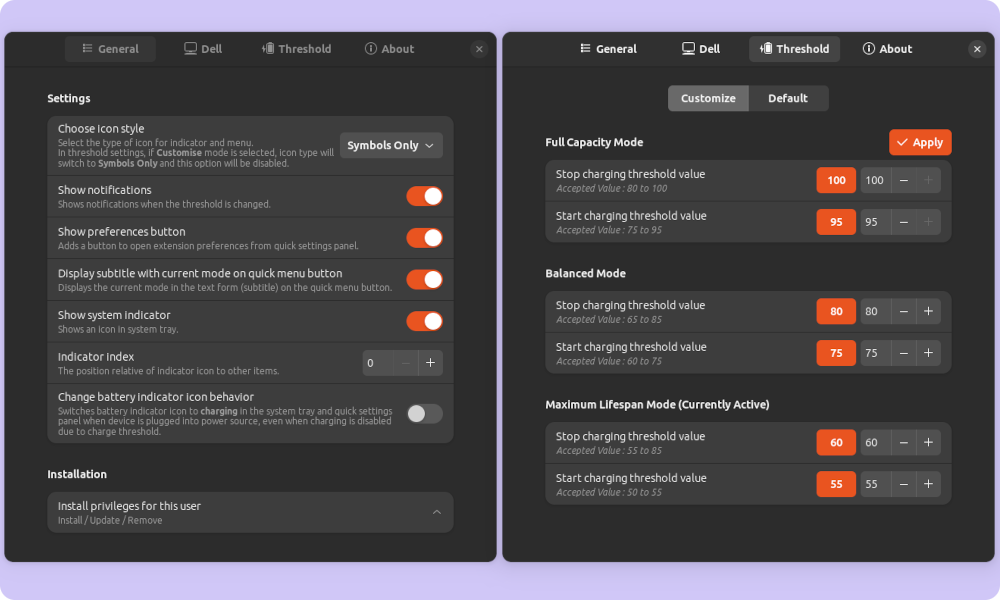 General
Dell
Threshold
About
Settings
Choose Icon style
Select the type of icon for indicator and menu.
In threshold settings, if Customise mode is selected, icon type will
switch to Symbols Only and this option will be disabled.
Symbols Only
Show notifications
Shows notifications when the threshold is changed.
Show preferences button
Adds a button to open extension preferences from quick settings panel.
Display subtitle with current mode on quick menu button
Displays the current mode in the text form (subtitle) on the quick menu button.
Show system indicator
Shows an icon in system tray.
Indicator Index
The position relative of indicator icon to other items.
0
Change battery indicator icon behavior
Switches battery indicator icon to charging in the system tray and quick settings
panel when device is plugged into power source, even when charging is disabled
due to charge threshold.
Installation
Install privileges for this user
Install / Update / Remove
General
Dell
Threshold
About
Customize
Default
Full Capacity Mode
Apply
Stop charging threshold value
Accepted Value : 80 to 100
100
100
Start charging threshold value
Accepted Value : 75 to 95
95
95
Balanced Mode
Stop charging threshold value
Accepted Value : 65 to 85
80
80
Start charging threshold value
Accepted Value : 60 to 75
75
75
Maximum Lifespan Mode (Currently Active)
Stop charging threshold value
Accepted Value : 55 to 85
60
60
Start charging threshold value
Accepted Value : 50 to 55
55
55